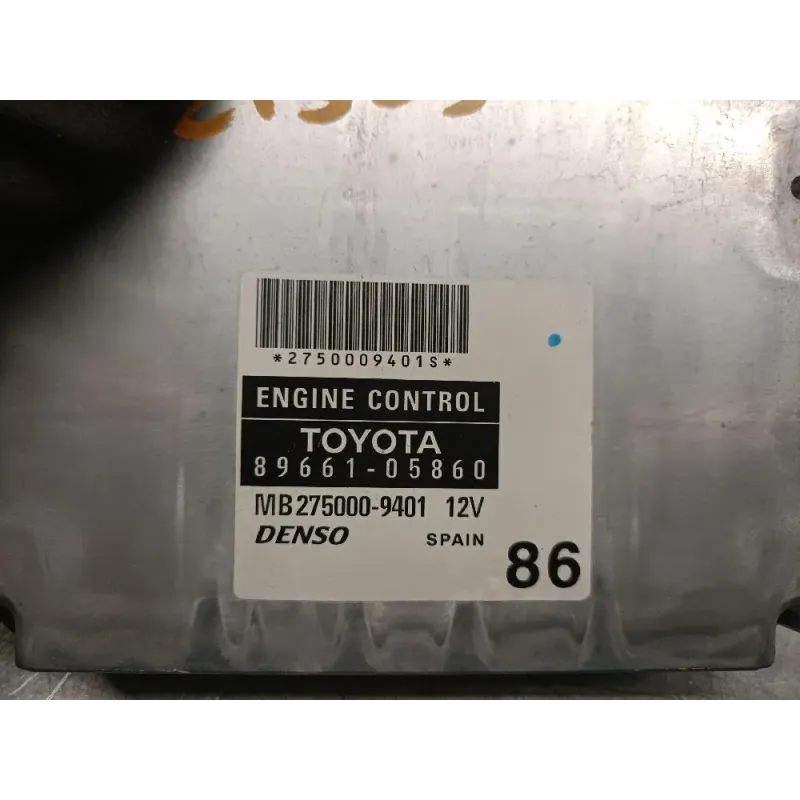 *2750009401S*
ENGINE CONTROL
TOYOTA
89661-05860
MB275000-9401 12V
DENSO SPAIN 86